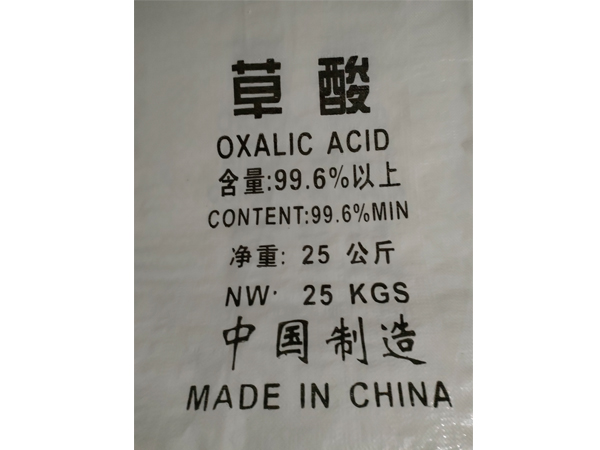 草酸
OXALIC ACID
含量:99.6%以上
CONTENT:99.6%MIN
净重: 25 公斤
NW· 25 KGS
中国制造
MADE IN CHINA